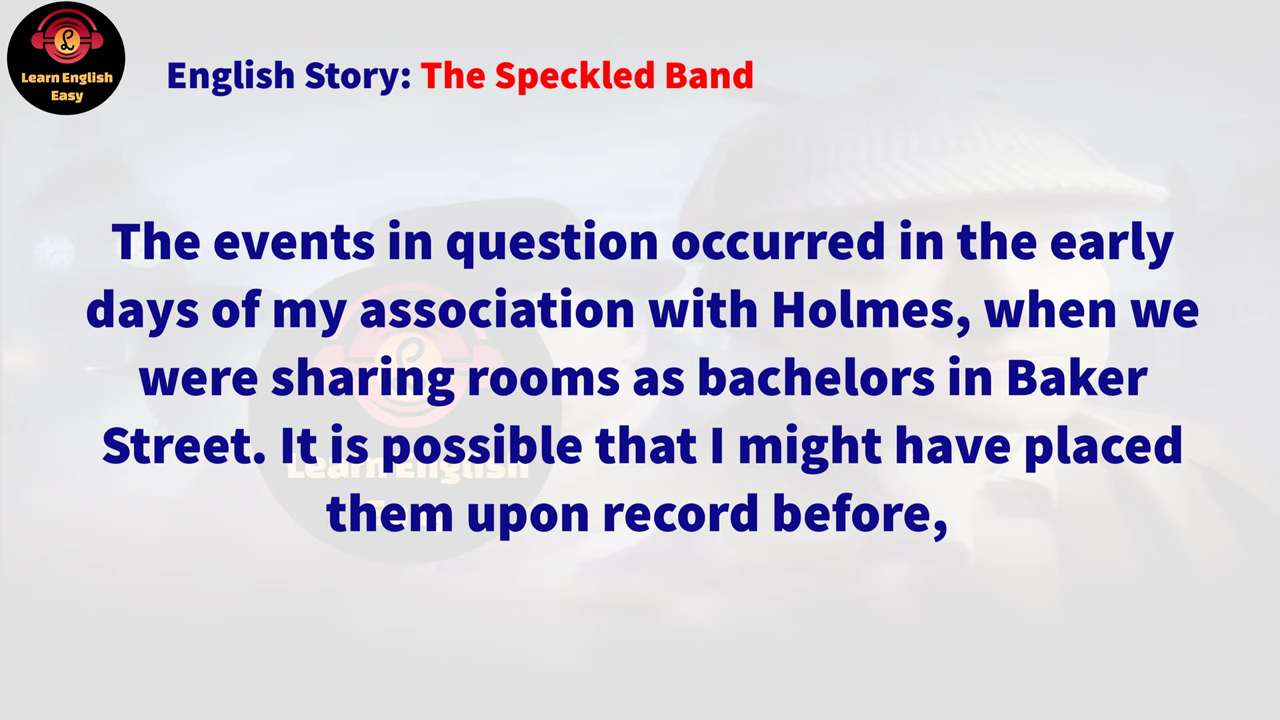 Learn English
Easy
English Story: The Speckled Band
The events in question occurred in the early
days of my association with Holmes, when we
were sharing rooms as bachelors in Baker
Street. It is possible that I might have placed
them upon record before,
Learn English